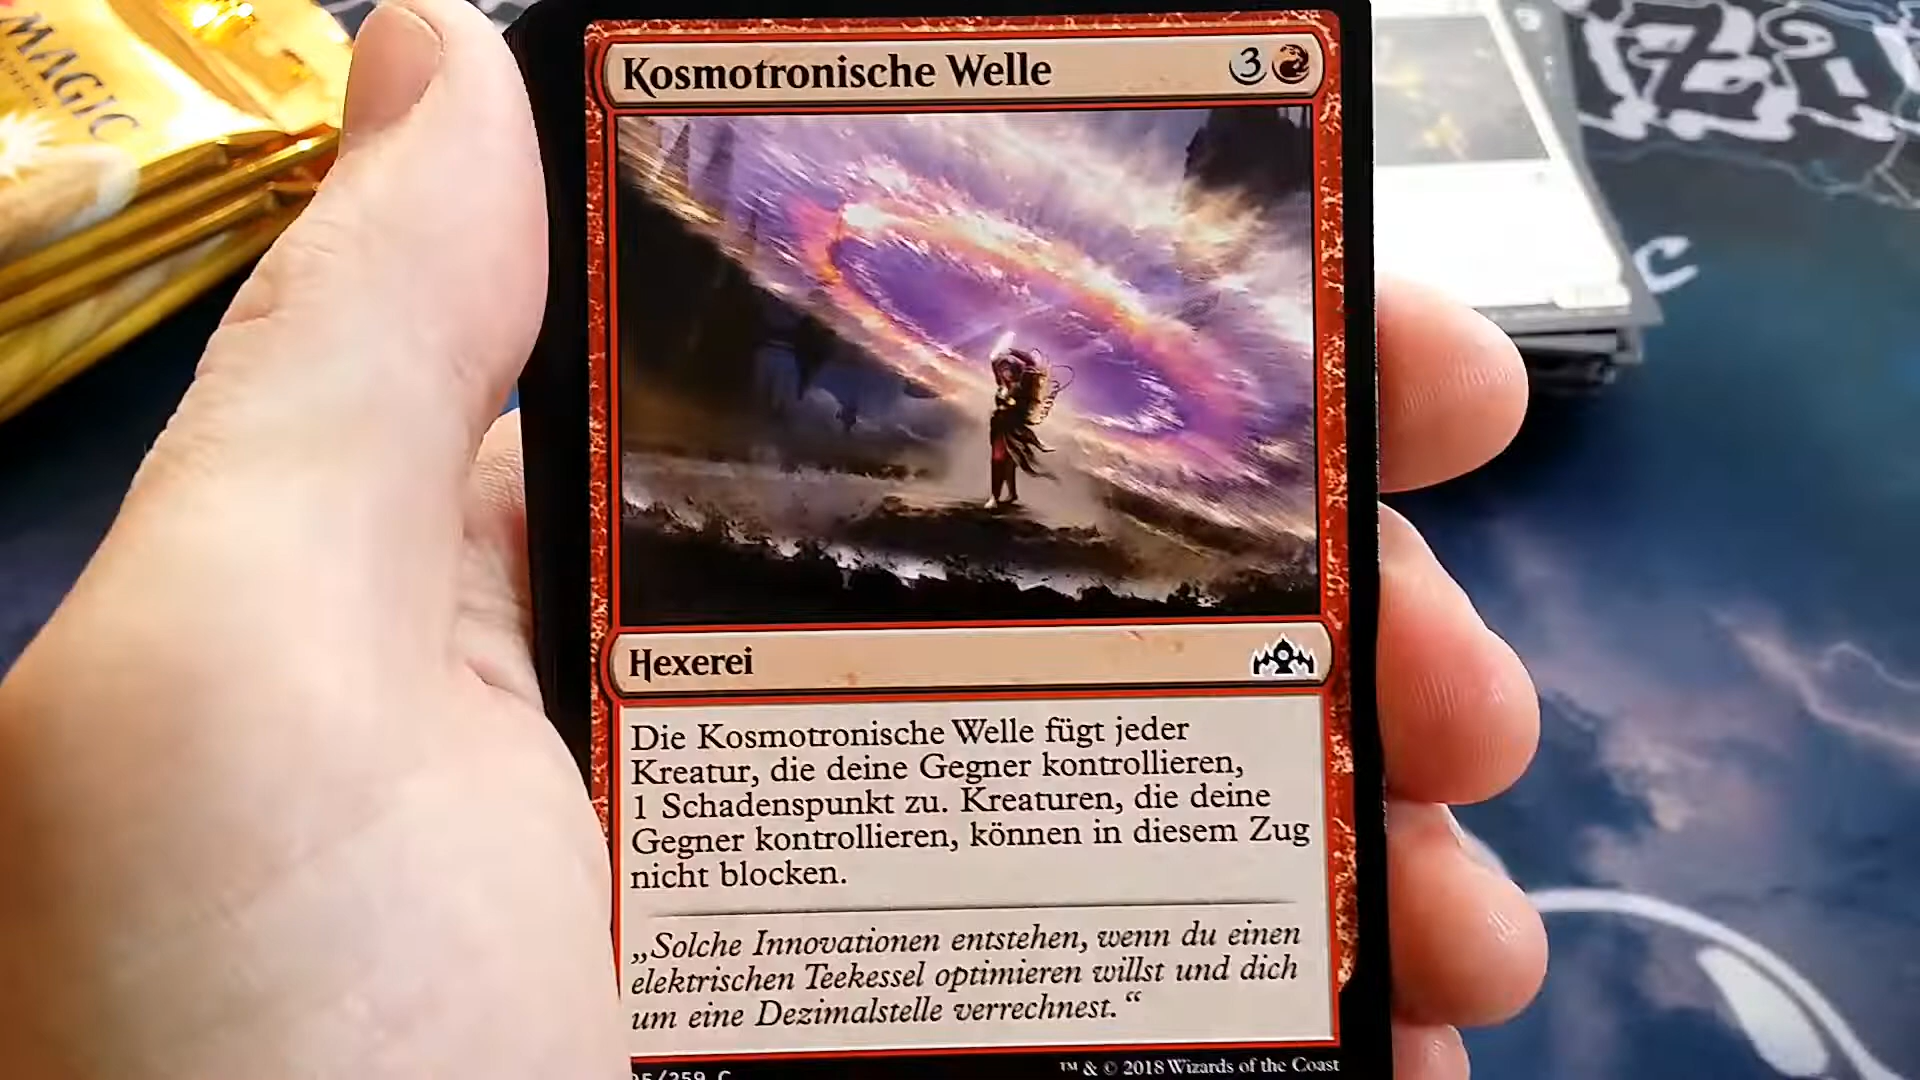 MAGIC
Kosmotronische Welle
3
Hexerei
Die Kosmotronische Welle fügt jeder
Kreatur, die deine Gegner kontrollieren,
1 Schadenspunkt zu. Kreaturen, die deine
Gegner kontrollieren, können in diesem Zug
nicht blocken.
„Solche Innovationen entstehen, wenn du einen
elektrischen Teekessel optimieren willst und dich
um eine Dezimalstelle verrechnest.“
5/259 C
™ & © 2018 Wizards of the Coast